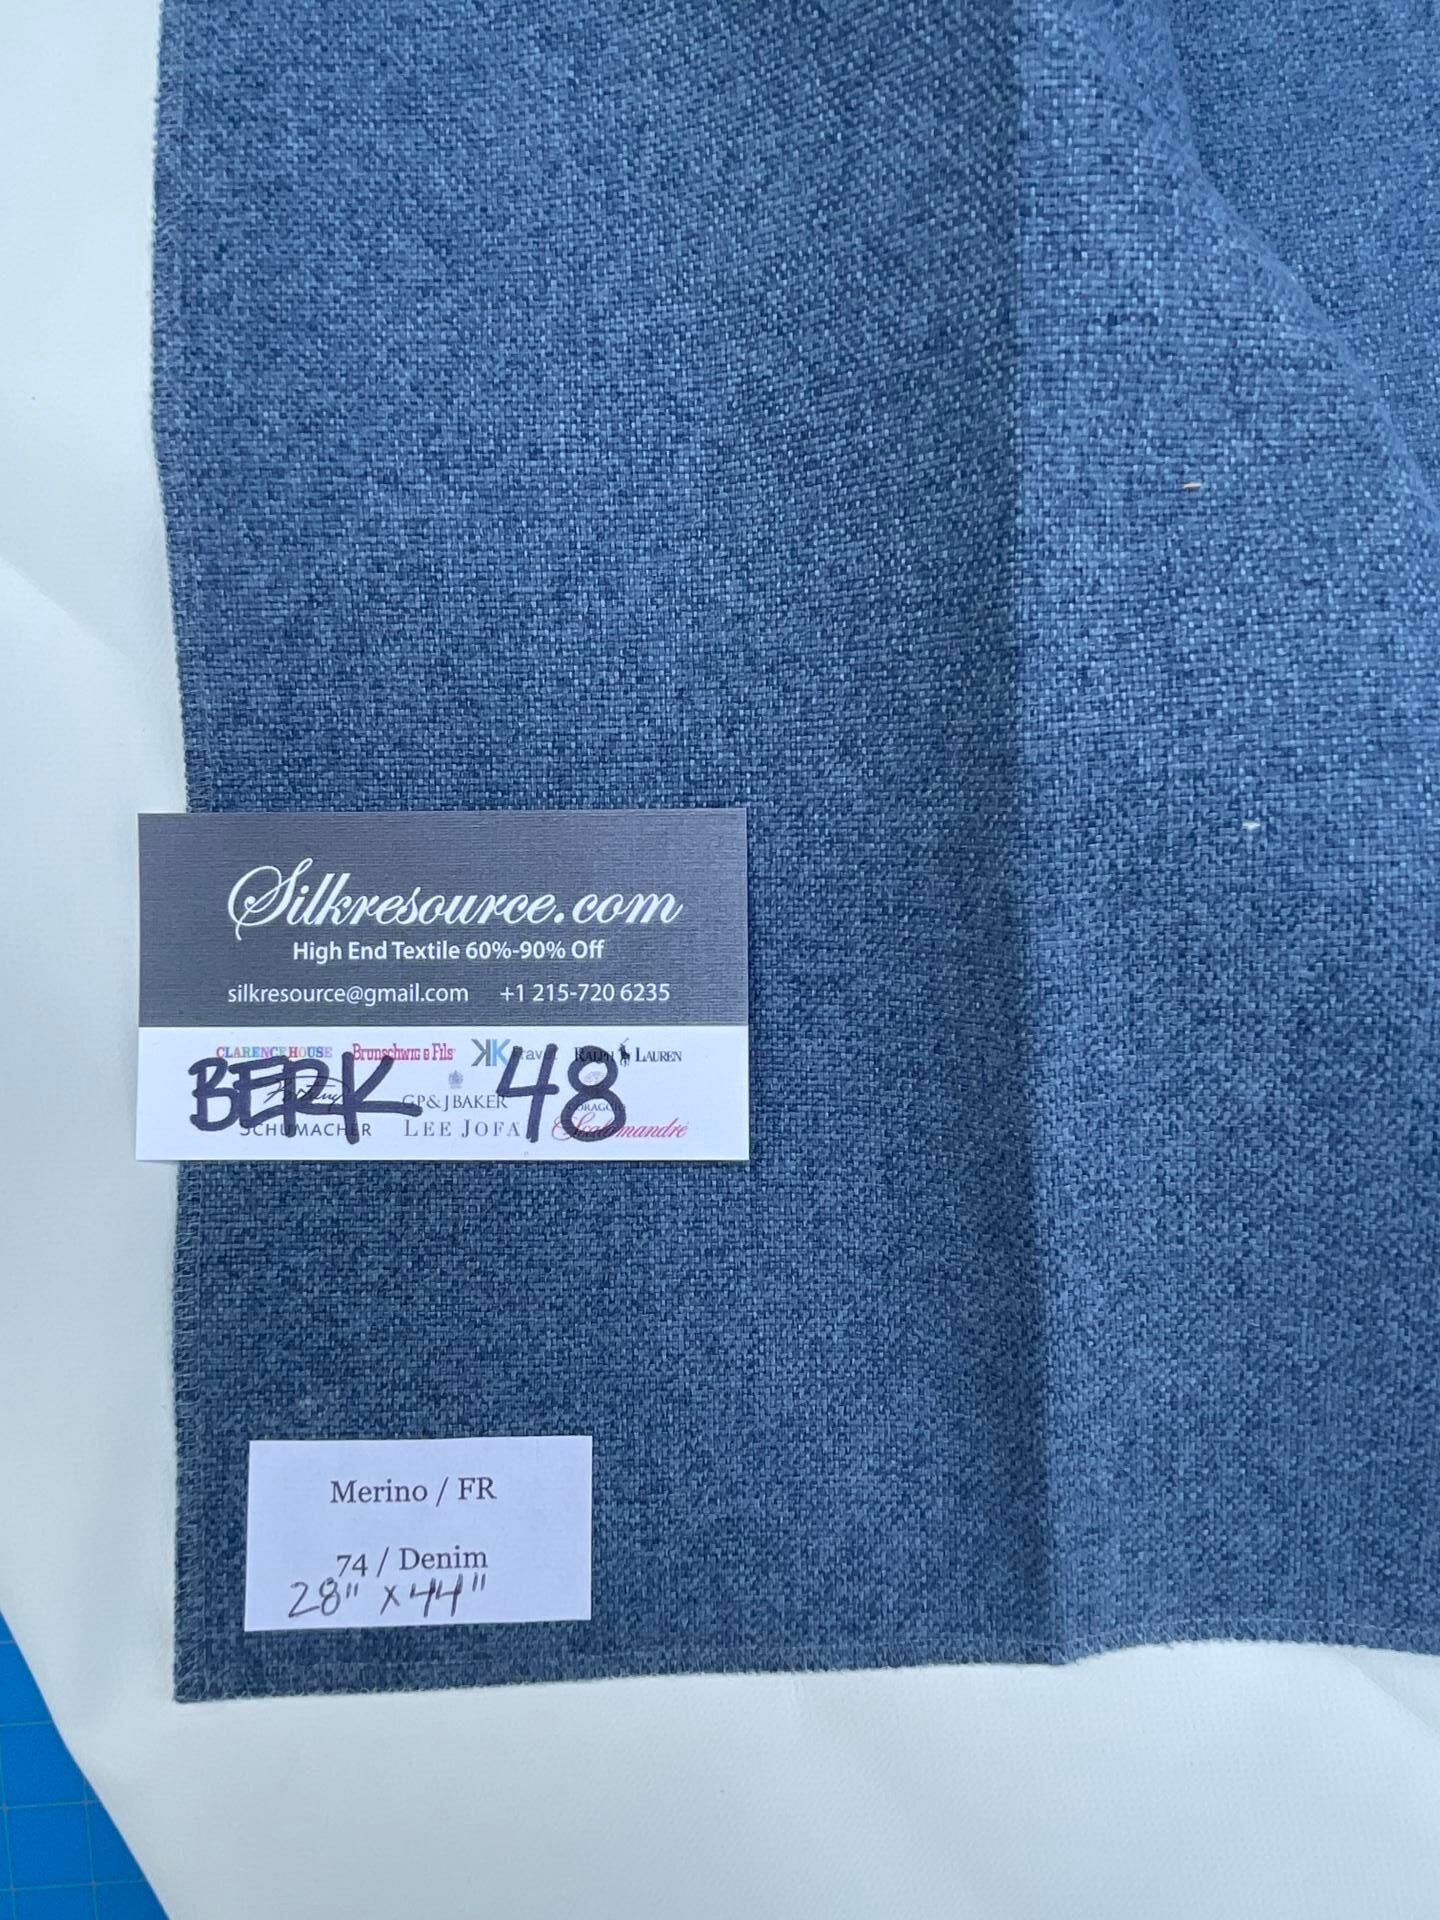 Silkresource.com
High End Textile 60%-90% Off
silkresource@gmail.com +1 215-720 6235
CLARENCE HOUSE Brunschwig & Fils KK RALPH LAUREN
BERK 48
GP & J BAKER
SCHUMACHER LEE JOFA Scalamandré
Merino / FR
74 / Denim
28" x 44"